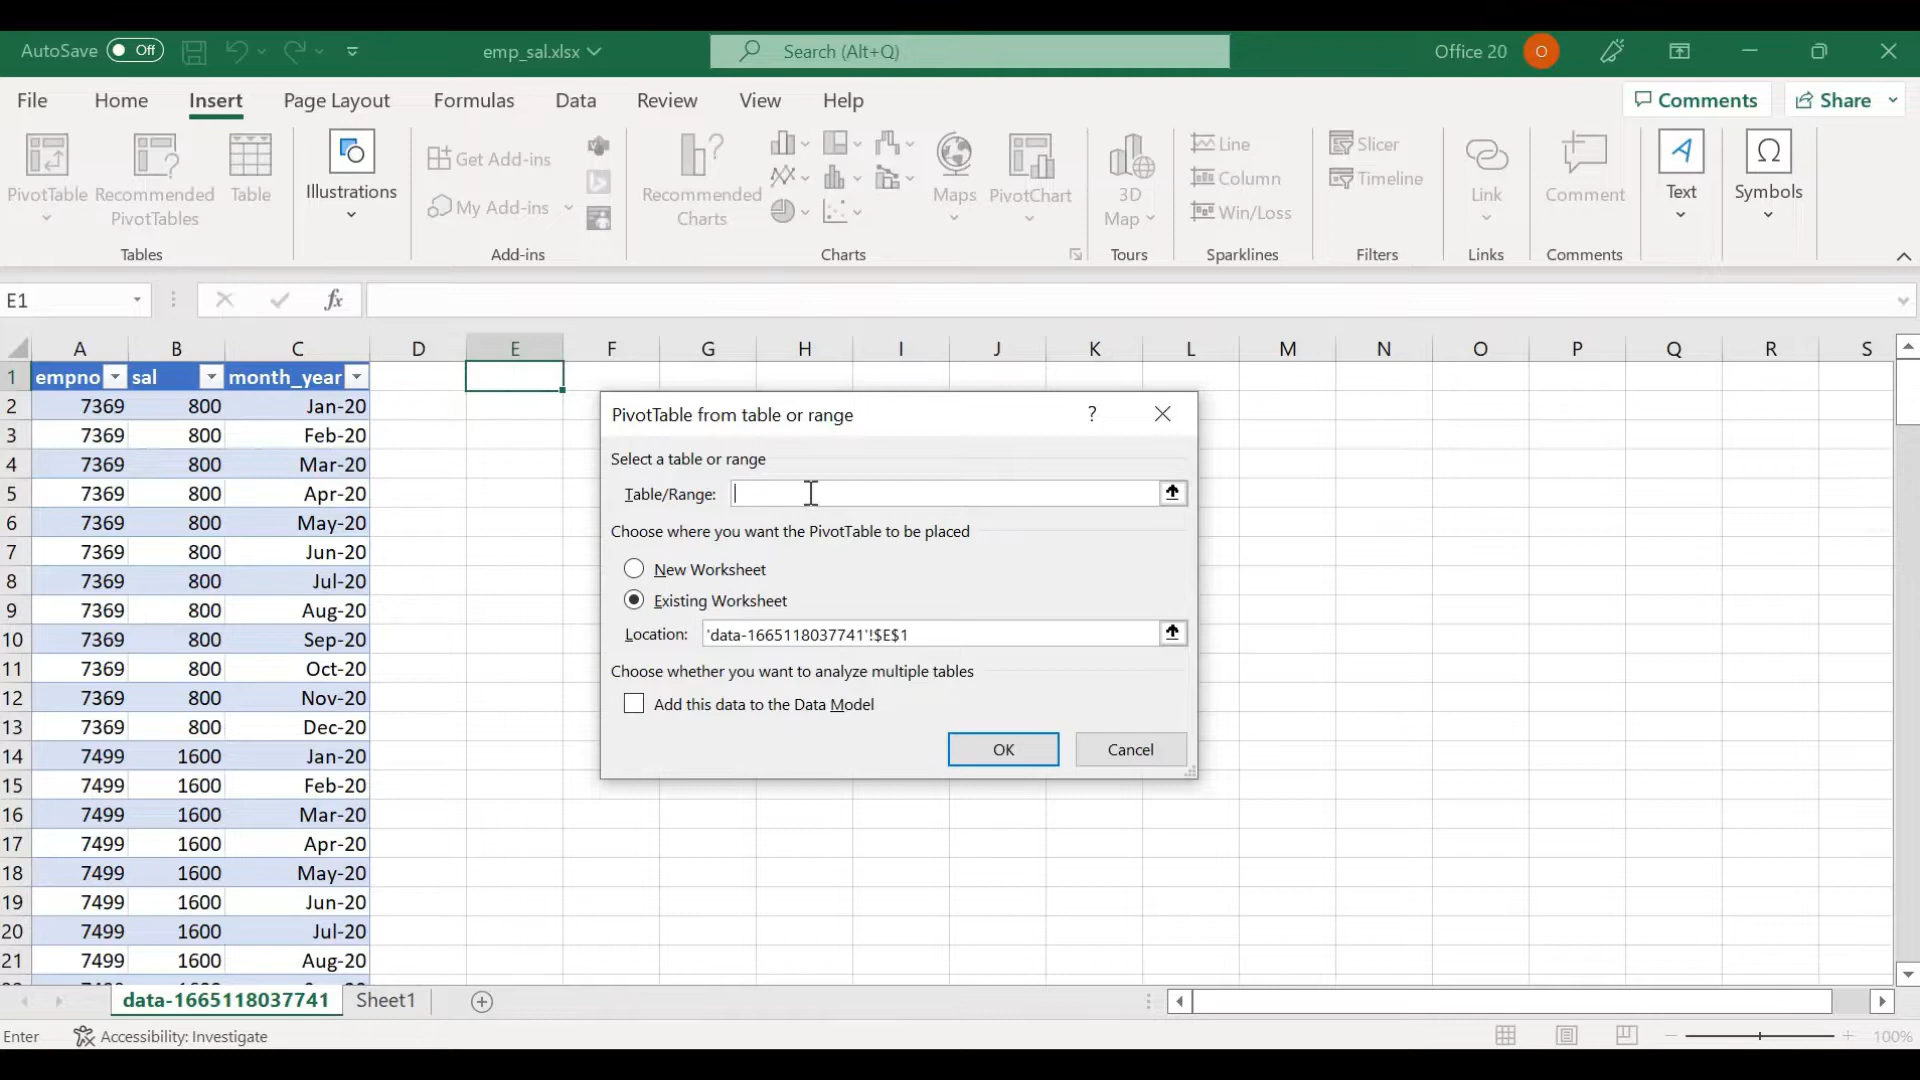 AutoSave Off emp_sal.xlsx Search (Alt+Q) Office 20 O
File Home Insert Page Layout Formulas Data Review View Help Comments Share
PivotTable
Recommended PivotTables
Table
Tables
Illustrations
Get Add-ins
My Add-ins
Add-ins
Recommended Charts
Maps
PivotChart
Charts
3D Map
Tours
Line
Column
Win/Loss
Sparklines
Slicer
Timeline
Filters
Link
Links
Comment
Comments
Text
Symbols
E1 fx
A B C D E F G H I J K L M N O P Q R S
1 empno sal month_year
2 7369 800 Jan-20
3 7369 800 Feb-20
4 7369 800 Mar-20
5 7369 800 Apr-20
6 7369 800 May-20
7 7369 800 Jun-20
8 7369 800 Jul-20
9 7369 800 Aug-20
10 7369 800 Sep-20
11 7369 800 Oct-20
12 7369 800 Nov-20
13 7369 800 Dec-20
14 7499 1600 Jan-20
15 7499 1600 Feb-20
16 7499 1600 Mar-20
17 7499 1600 Apr-20
18 7499 1600 May-20
19 7499 1600 Jun-20
20 7499 1600 Jul-20
21 7499 1600 Aug-20
PivotTable from table or range ?
Select a table or range
Table/Range:
Choose where you want the PivotTable to be placed
New Worksheet
Existing Worksheet
Location: 'data-1665118037741'!$E$1
Choose whether you want to analyze multiple tables
Add this data to the Data Model
OK Cancel
data-1665118037741 Sheet1
Enter Accessibility: Investigate 100%